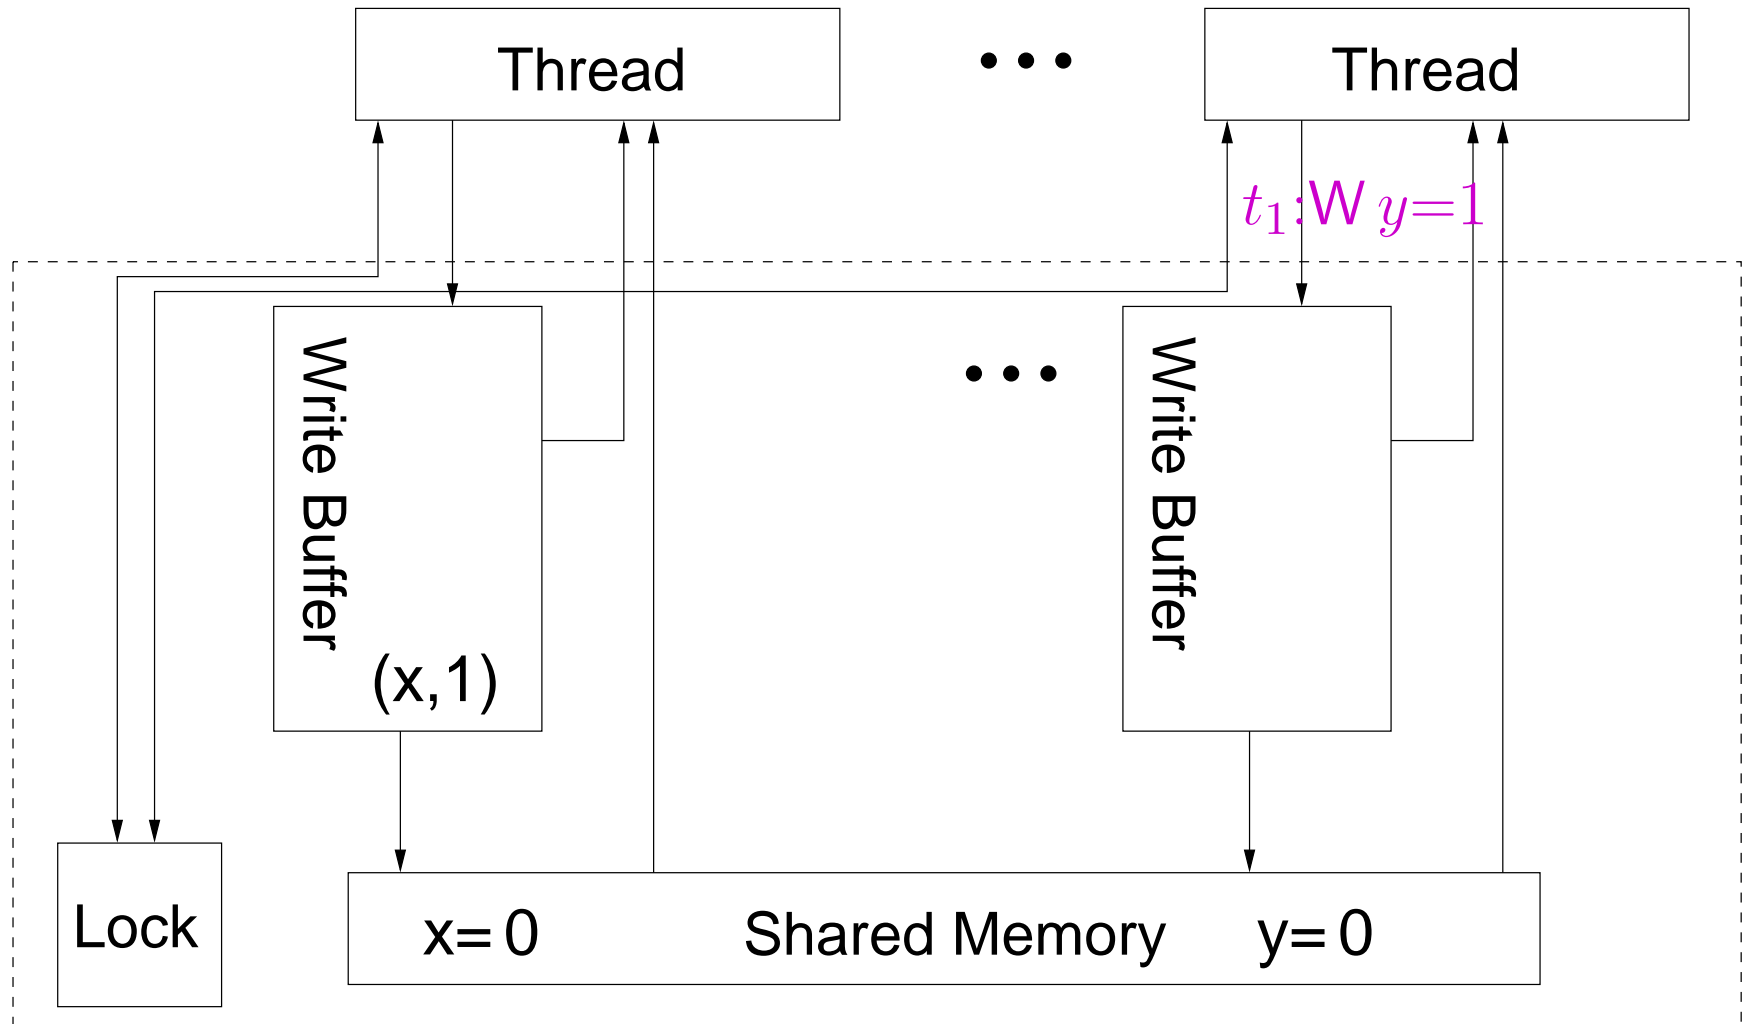 Thread
Thread
t₁:W y=1
Write Buffer
Write Buffer
(x,1)
Lock
x= 0
Shared Memory
y= 0